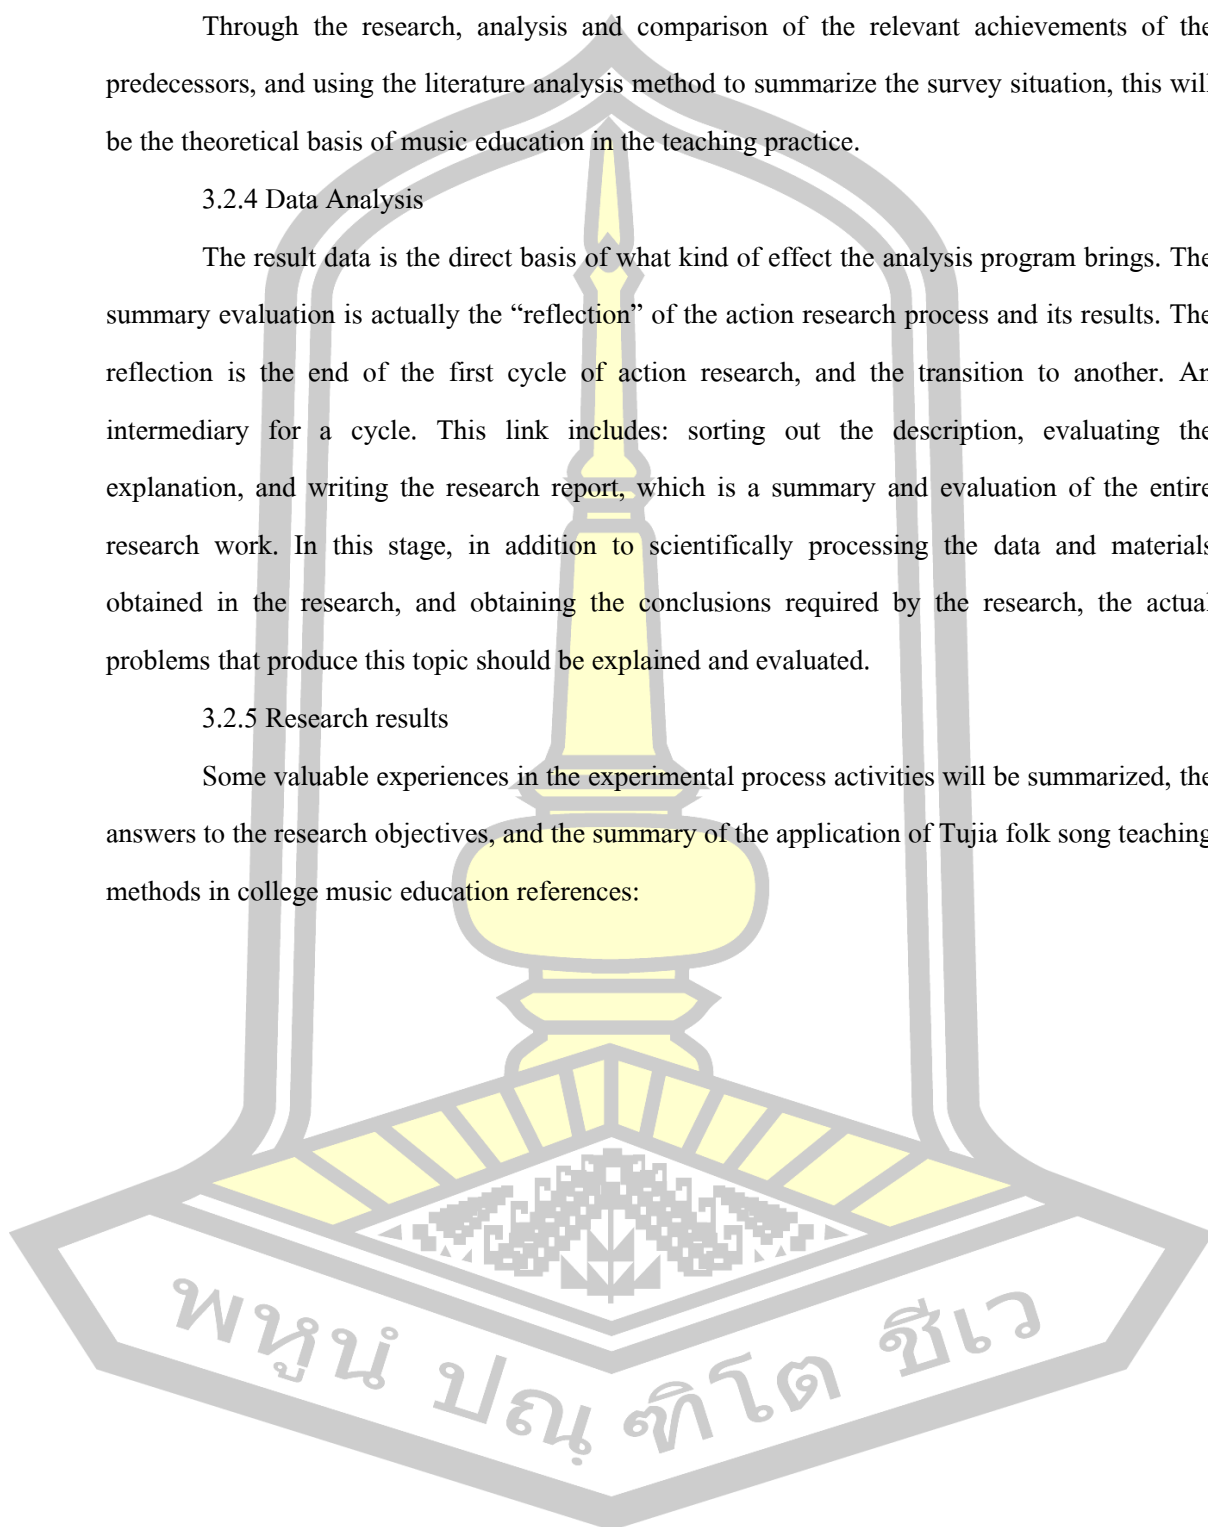 Through the research, analysis and comparison of the relevant achievements of the
predecessors, and using the literature analysis method to summarize the survey situation, this will
be the theoretical basis of music education in the teaching practice.
3.2.4 Data Analysis
The result data is the direct basis of what kind of effect the analysis program brings. The
summary evaluation is actually the “reflection” of the action research process and its results. The
reflection is the end of the first cycle of action research, and the transition to another. An
intermediary for a cycle. This link includes: sorting out the description, evaluating the
explanation, and writing the research report, which is a summary and evaluation of the entire
research work. In this stage, in addition to scientifically processing the data and materials
obtained in the research, and obtaining the conclusions required by the research, the actual
problems that produce this topic should be explained and evaluated.
3.2.5 Research results
Some valuable experiences in the experimental process activities will be summarized, the
answers to the research objectives, and the summary of the application of Tujia folk song teaching
methods in college music education references:
พหูนํ ปณฺฑิโต ชีเว